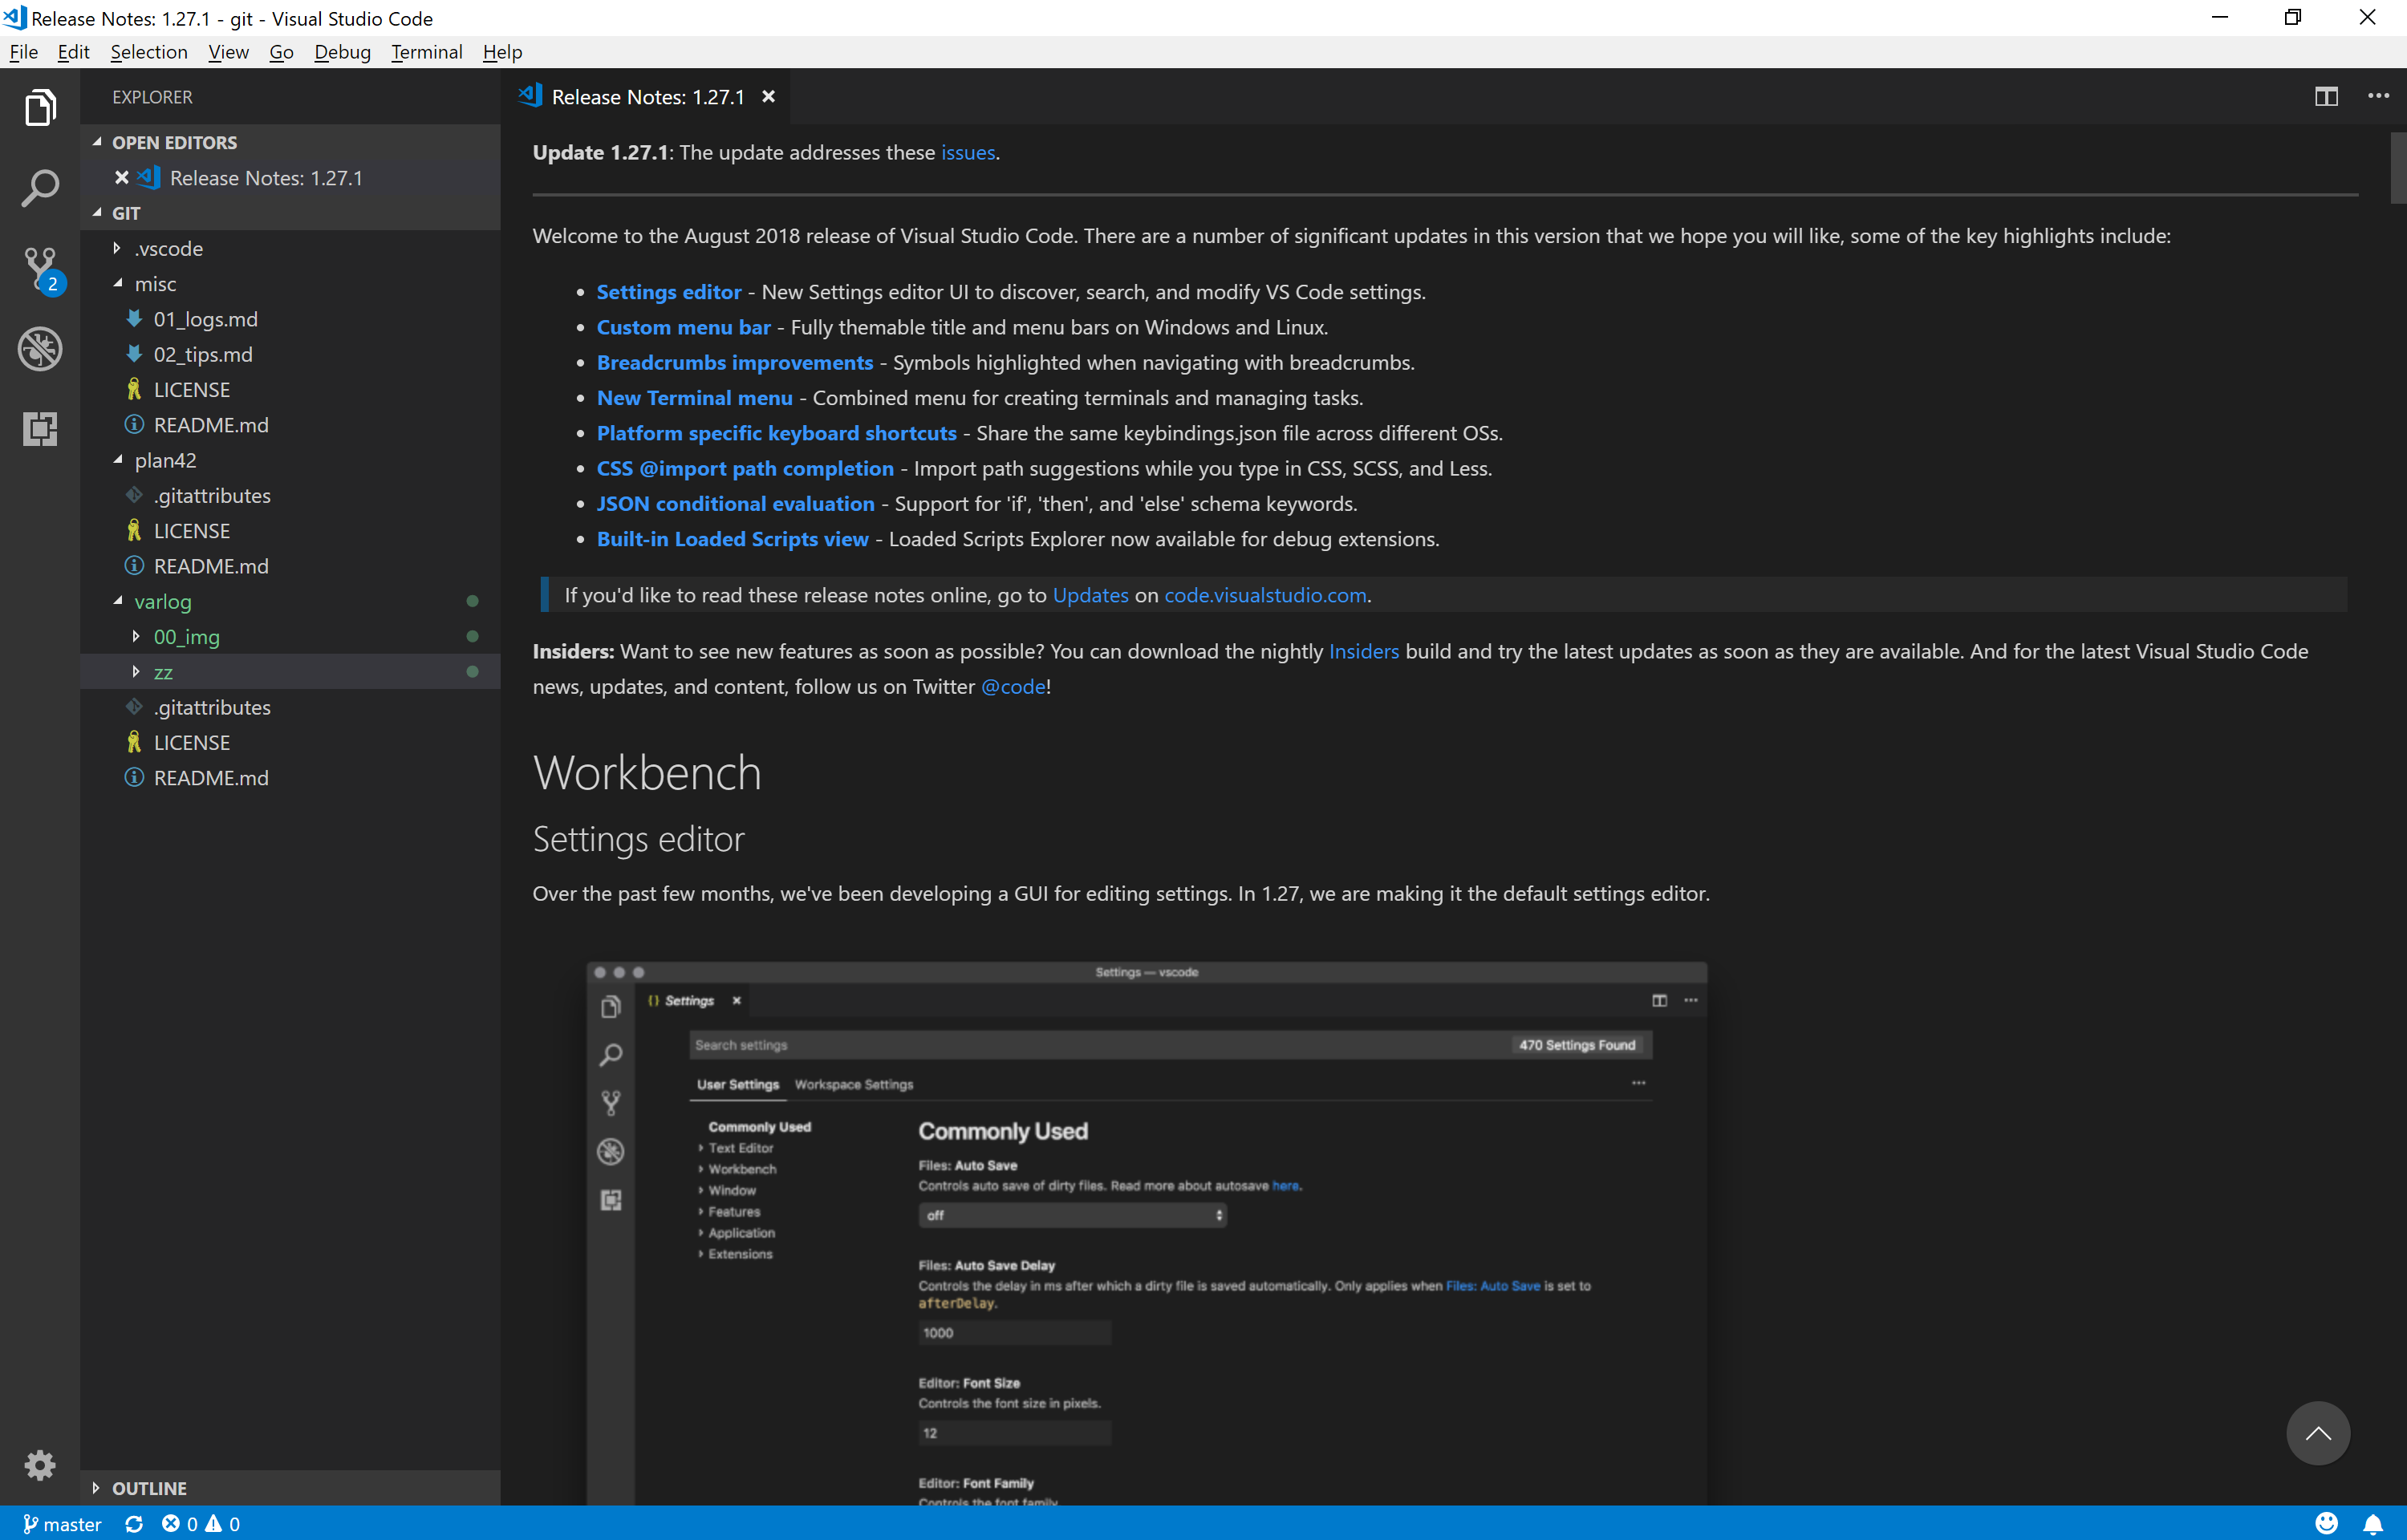 Release Notes: 1.27.1 - git - Visual Studio Code
File Edit Selection View Go Debug Terminal Help
EXPLORER
OPEN EDITORS
Release Notes: 1.27.1
GIT
.vscode
misc
01_logs.md
02_tips.md
LICENSE
README.md
plan42
.gitattributes
LICENSE
README.md
varlog
00_img
zz
.gitattributes
LICENSE
README.md
OUTLINE
2
Release Notes: 1.27.1
Update 1.27.1: The update addresses these issues.
Welcome to the August 2018 release of Visual Studio Code. There are a number of significant updates in this version that we hope you will like, some of the key highlights include:
• Settings editor - New Settings editor UI to discover, search, and modify VS Code settings.
• Custom menu bar - Fully themable title and menu bars on Windows and Linux.
• Breadcrumbs improvements - Symbols highlighted when navigating with breadcrumbs.
• New Terminal menu - Combined menu for creating terminals and managing tasks.
• Platform specific keyboard shortcuts - Share the same keybindings.json file across different OSs.
• CSS @import path completion - Import path suggestions while you type in CSS, SCSS, and Less.
• JSON conditional evaluation - Support for 'if', 'then', and 'else' schema keywords.
• Built-in Loaded Scripts view - Loaded Scripts Explorer now available for debug extensions.
If you'd like to read these release notes online, go to Updates on code.visualstudio.com.
Insiders: Want to see new features as soon as possible? You can download the nightly Insiders build and try the latest updates as soon as they are available. And for the latest Visual Studio Code
news, updates, and content, follow us on Twitter @code!
Workbench
Settings editor
Over the past few months, we've been developing a GUI for editing settings. In 1.27, we are making it the default settings editor.
Settings — vscode
{} Settings
Search settings
470 Settings Found
User Settings Workspace Settings
Commonly Used
Text Editor
Workbench
Window
Features
Application
Extensions
Commonly Used
Files: Auto Save
Controls auto save of dirty files. Read more about autosave here.
off
Files: Auto Save Delay
Controls the delay in ms after which a dirty file is saved automatically. Only applies when Files: Auto Save is set to
afterDelay.
1000
Editor: Font Size
Controls the font size in pixels.
12
Editor: Font Family
Controls the font family.
master 0 0